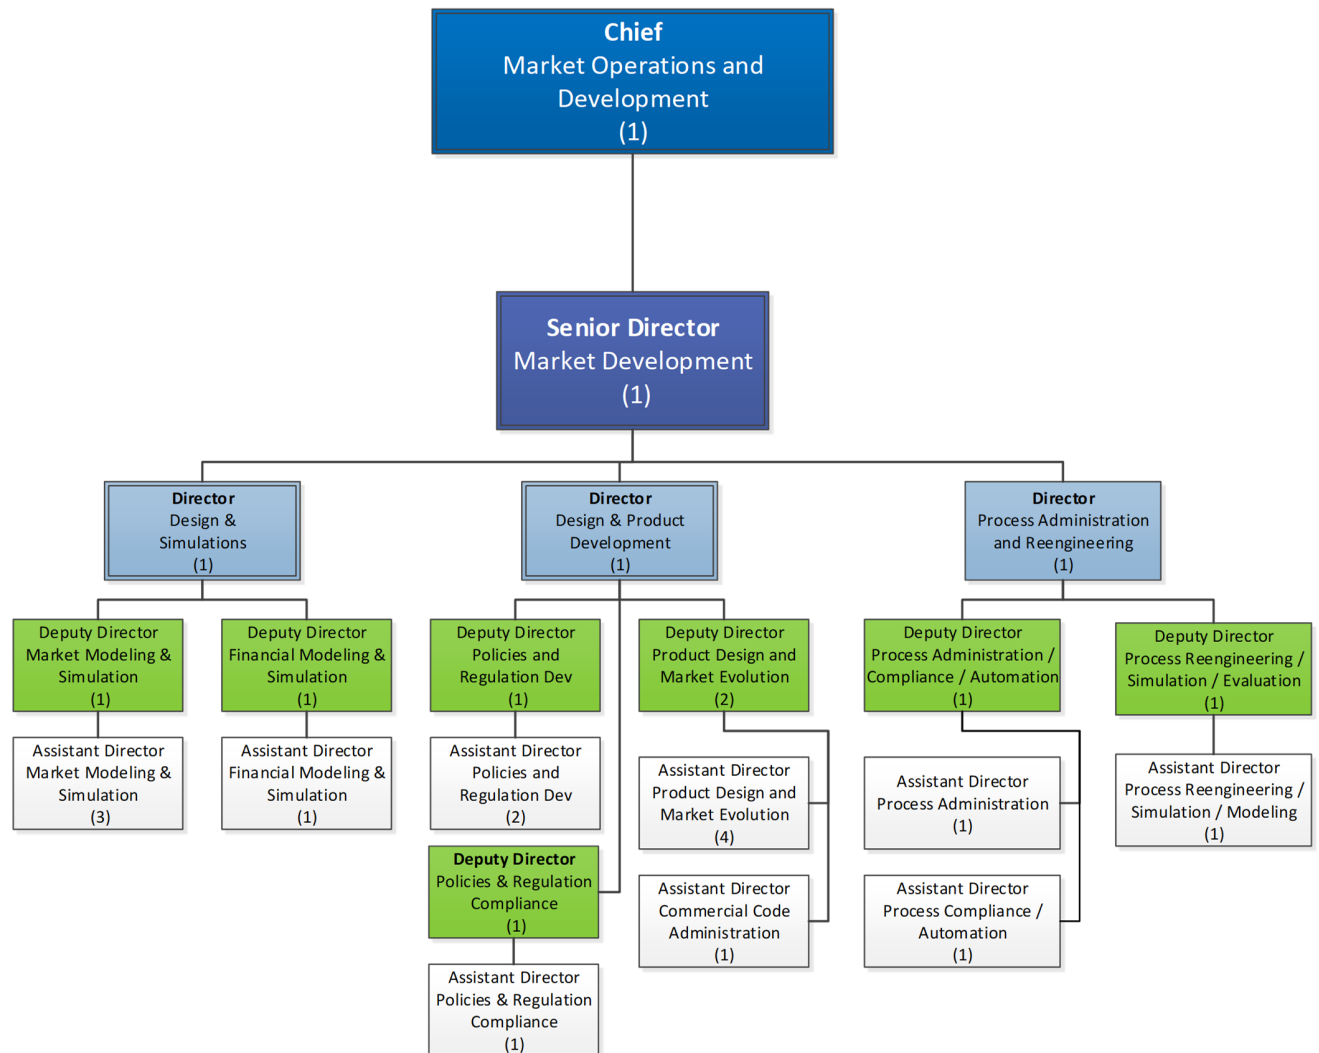 Chief
Market Operations and
Development
(1)
Senior Director
Market Development
(1)
Director
Design &
Simulations
(1)
Director
Design & Product
Development
(1)
Director
Process Administration
and Reengineering
(1)
Deputy Director
Market Modeling &
Simulation
(1)
Deputy Director
Financial Modeling &
Simulation
(1)
Deputy Director
Policies and
Regulation Dev
(1)
Deputy Director
Product Design and
Market Evolution
(2)
Deputy Director
Process Administration /
Compliance / Automation
(1)
Deputy Director
Process Reengineering /
Simulation / Evaluation
(1)
Assistant Director
Market Modeling &
Simulation
(3)
Assistant Director
Financial Modeling &
Simulation
(1)
Assistant Director
Policies and
Regulation Dev
(2)
Assistant Director
Product Design and
Market Evolution
(4)
Assistant Director
Process Administration
(1)
Assistant Director
Process Reengineering /
Simulation / Modeling
(1)
Deputy Director
Policies & Regulation
Compliance
(1)
Assistant Director
Commercial Code
Administration
(1)
Assistant Director
Process Compliance /
Automation
(1)
Assistant Director
Policies & Regulation
Compliance
(1)